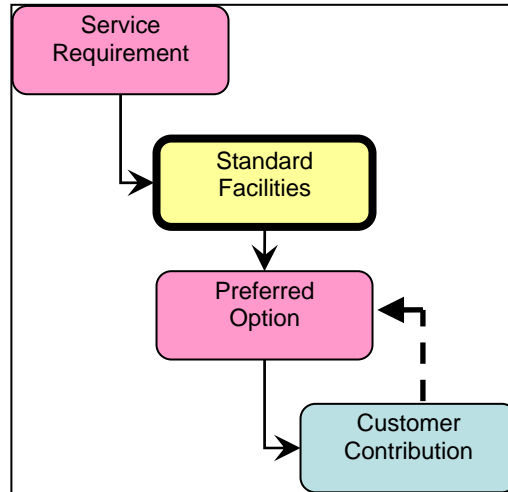 Service
Requirement
Standard
Facilities
Preferred
Option
Customer
Contribution